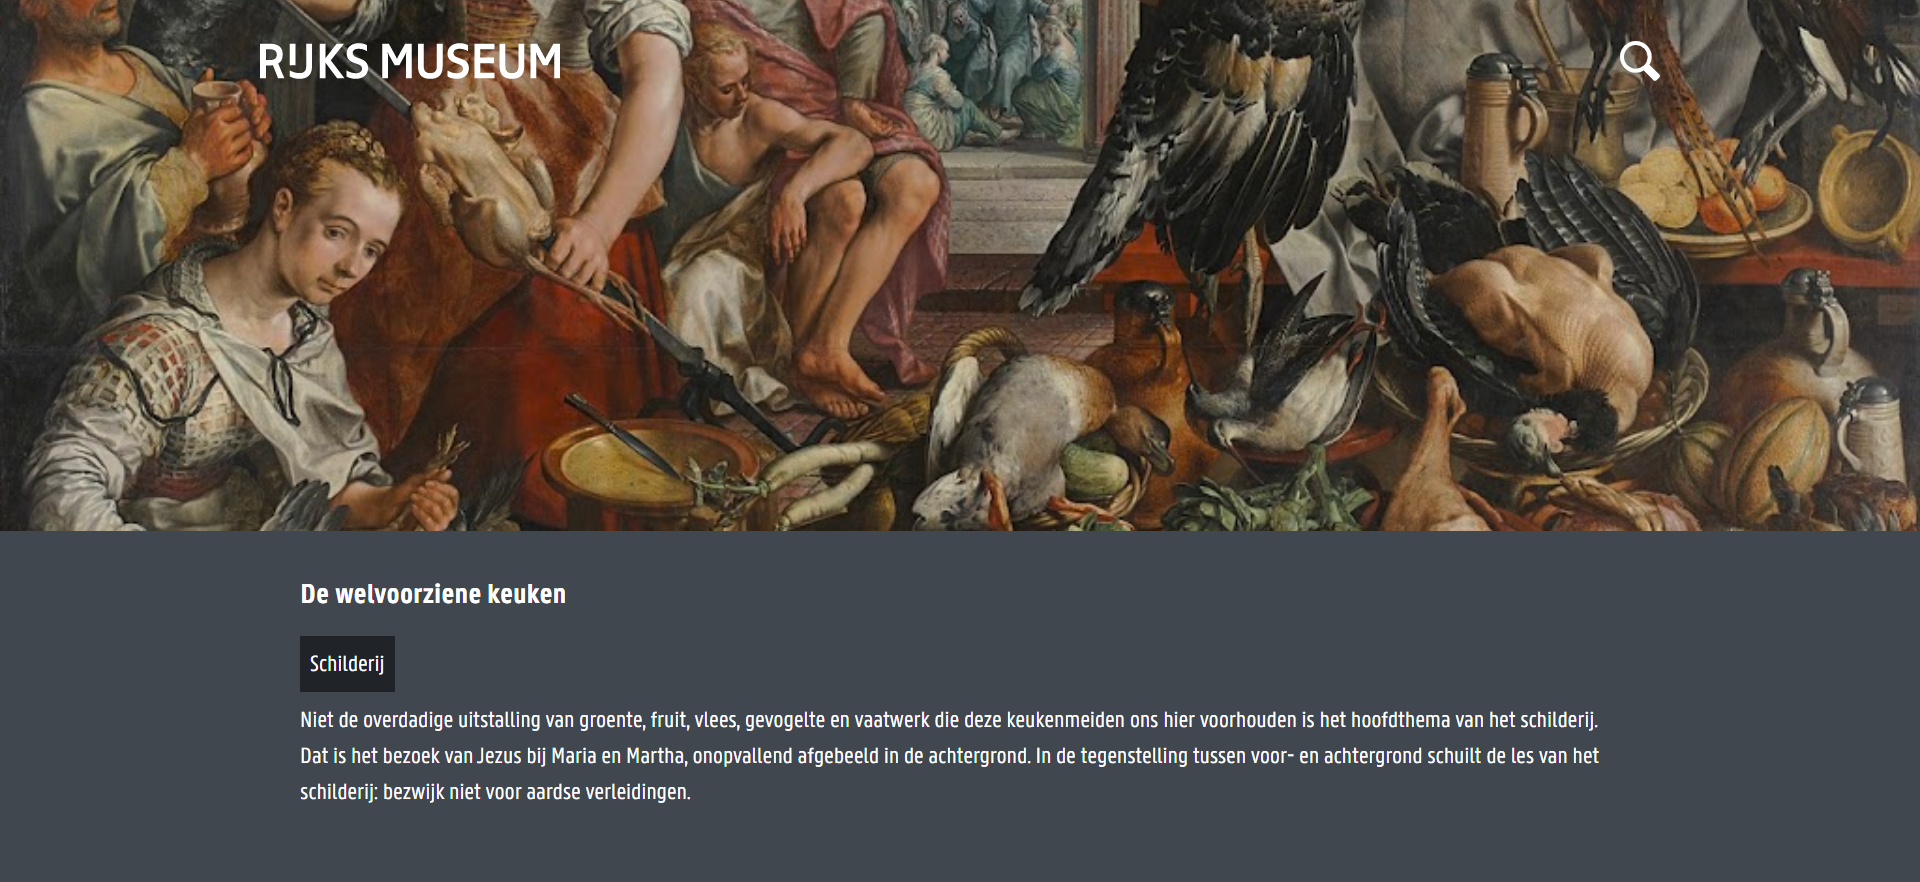 RIJKS MUSEUM
De welvoorziene keuken
Schilderij
Niet de overdadige uitstalling van groente, fruit, vlees, gevogelte en vaatwerk die deze keukenmeiden ons hier voorhouden is het hoofdthema van het schilderij.
Dat is het bezoek van Jezus bij Maria en Martha, onopvallend afgebeeld in de achtergrond. In de tegenstelling tussen voor- en achtergrond schuilt de les van het
schilderij: bezwijk niet voor aardse verleidingen.